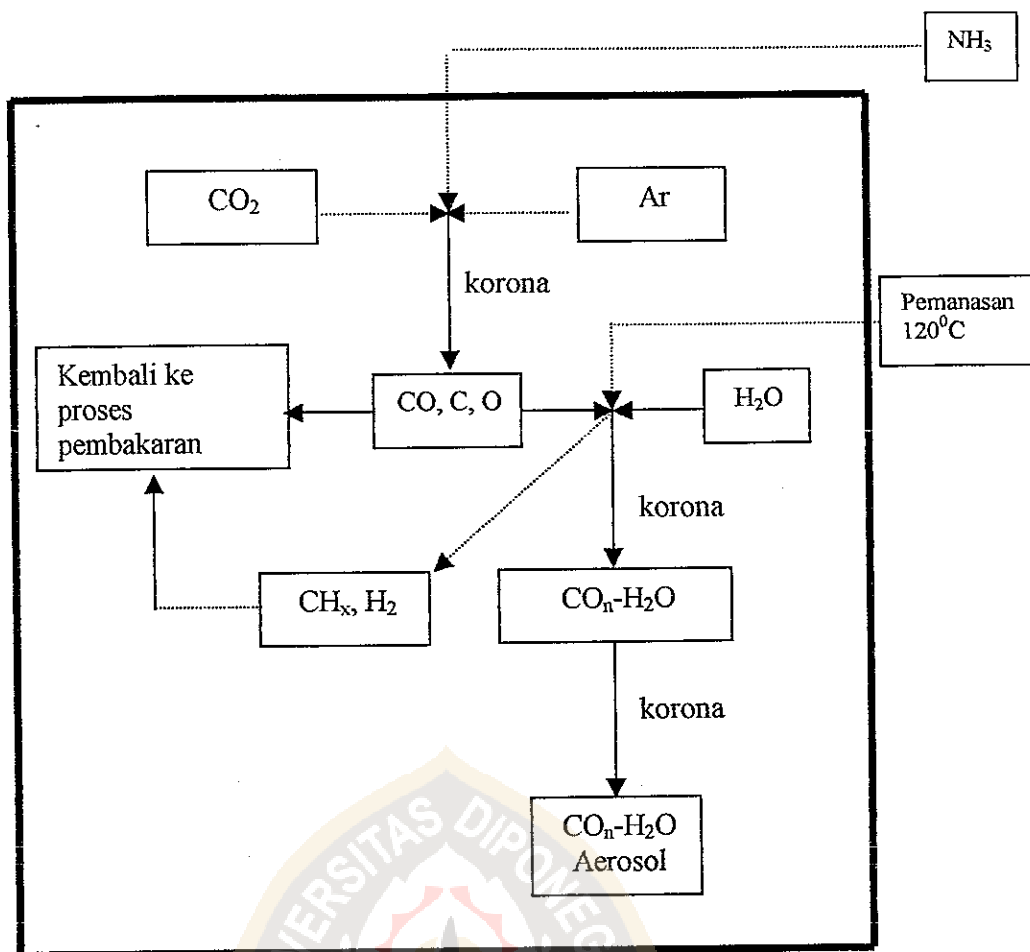 NH₃
CO₂
Ar
korona
Pemanasan
120⁰C
Kembali ke
proses
pembakaran
CO, C, O
H₂O
korona
CHₓ, H₂
COₙ-H₂O
korona
COₙ-H₂O
Aerosol